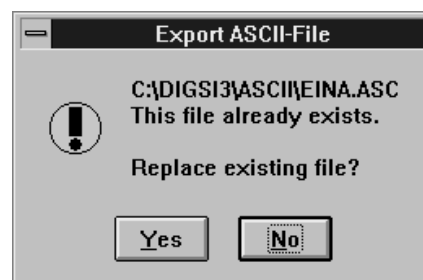 Export ASCII-File
C:\DIGSI3\ASCII\EINA.ASC
This file already exists.
Replace existing file?
Yes No